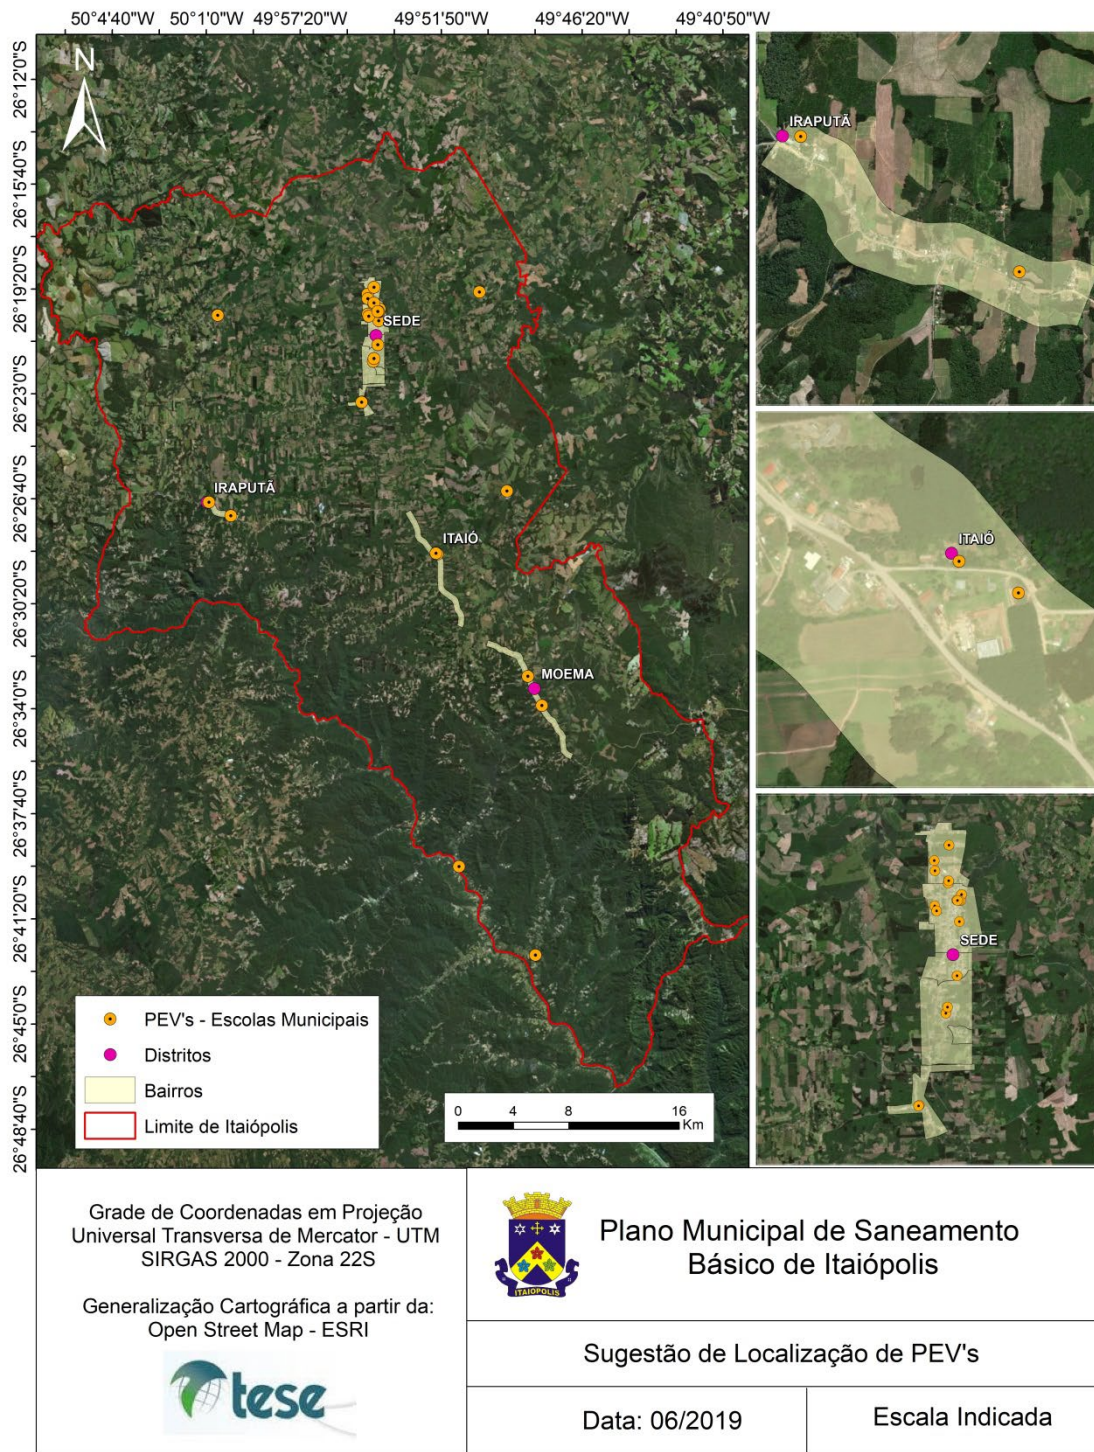 50°4'40"W 50°1'0"W 49°57'20"W 49°51'50"W 49°46'20"W 49°40'50"W
N
26°12'0"S
26°15'40"S
26°19'20"S
26°23'0"S
26°26'40"S
26°30'20"S
26°34'0"S
26°37'40"S
26°41'20"S
26°45'0"S
26°48'40"S
SEDE
IRAPUTÃ
ITAIÓ
MOEMA
IRAPUTÃ
ITAIÓ
SEDE
PEV's - Escolas Municipais
Distritos
Bairros
Limite de Itaiópolis
0 4 8 16
Km
Grade de Coordenadas em Projeção
Universal Transversa de Mercator - UTM
SIRGAS 2000 - Zona 22S
Generalização Cartográfica a partir da:
Open Street Map - ESRI
tese
ITAIOPOLIS
Plano Municipal de Saneamento
Básico de Itaiópolis
Sugestão de Localização de PEV's
Data: 06/2019
Escala Indicada